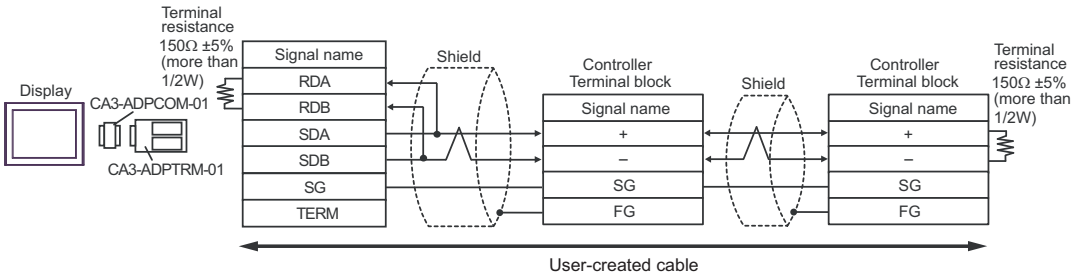 Terminal
resistance
150Ω ±5%
(more than
1/2W)
Display
CA3-ADPCOM-01
CA3-ADPTRM-01
Signal name
RDA
RDB
SDA
SDB
SG
TERM
Shield
Controller
Terminal block
Signal name
+
–
SG
FG
Shield
Controller
Terminal block
Signal name
+
–
SG
FG
Terminal
resistance
150Ω ±5%
(more than
1/2W)
User-created cable